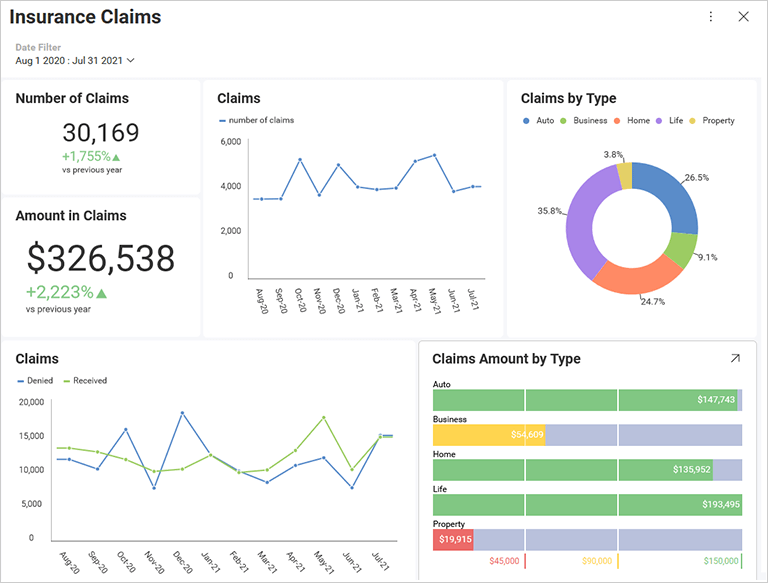 Insurance Claims
Date Filter
Aug 1 2020 : Jul 31 2021
Number of Claims
30,169
+1,755%
vs previous year
Amount in Claims
$326,538
+2,223%
vs previous year
Claims
number of claims
6,000
4,000
2,000
0
Aug-20 Sep-20 Oct-20 Nov-20 Dec-20 Jan-21 Feb-21 Mar-21 Apr-21 May-21 Jun-21 Jul-21
Claims by Type
Auto Business Home Life Property
3.8%
26.5%
35.8%
9.1%
24.7%
Claims
Denied Received
20,000
15,000
10,000
5,000
0
Aug-20 Sep-20 Oct-20 Nov-20 Dec-20 Jan-21 Feb-21 Mar-21 Apr-21 May-21 Jun-21 Jul-21
Claims Amount by Type
Auto
$147,743
Business
$54,609
Home
$135,952
Life
$193,495
Property
$19,915
$45,000 $90,000 $150,000